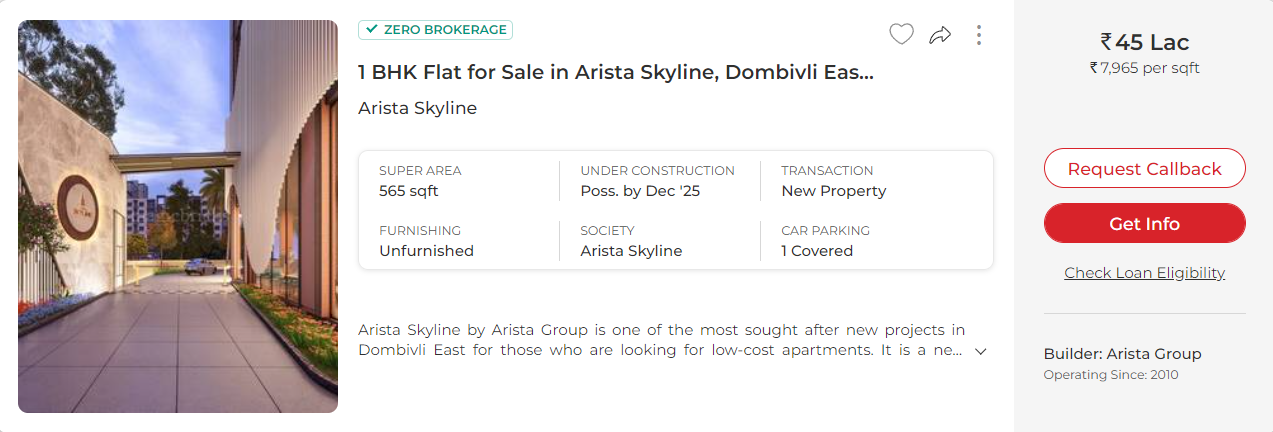 ZERO BROKERAGE
1 BHK Flat for Sale in Arista Skyline, Dombivli Eas...
Arista Skyline
SUPER AREA
565 sqft
UNDER CONSTRUCTION
Poss. by Dec '25
TRANSACTION
New Property
FURNISHING
Unfurnished
SOCIETY
Arista Skyline
CAR PARKING
1 Covered
Arista Skyline by Arista Group is one of the most sought after new projects in
Dombivli East for those who are looking for low-cost apartments. It is a ne...
₹45 Lac
₹7,965 per sqft
Request Callback
Get Info
Check Loan Eligibility
Builder: Arista Group
Operating Since: 2010